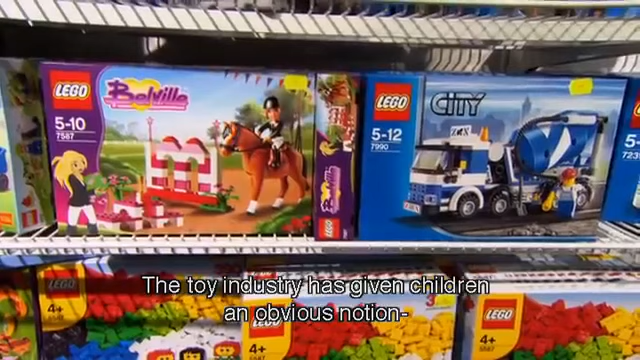 LEGO
Belville
5-10
7587
LEGO
LEGO
CITY
5-12
7990
5-
LEGO
4+
LEGO
4+
LEGO
4+
The toy industry has given children
an obvious notion-